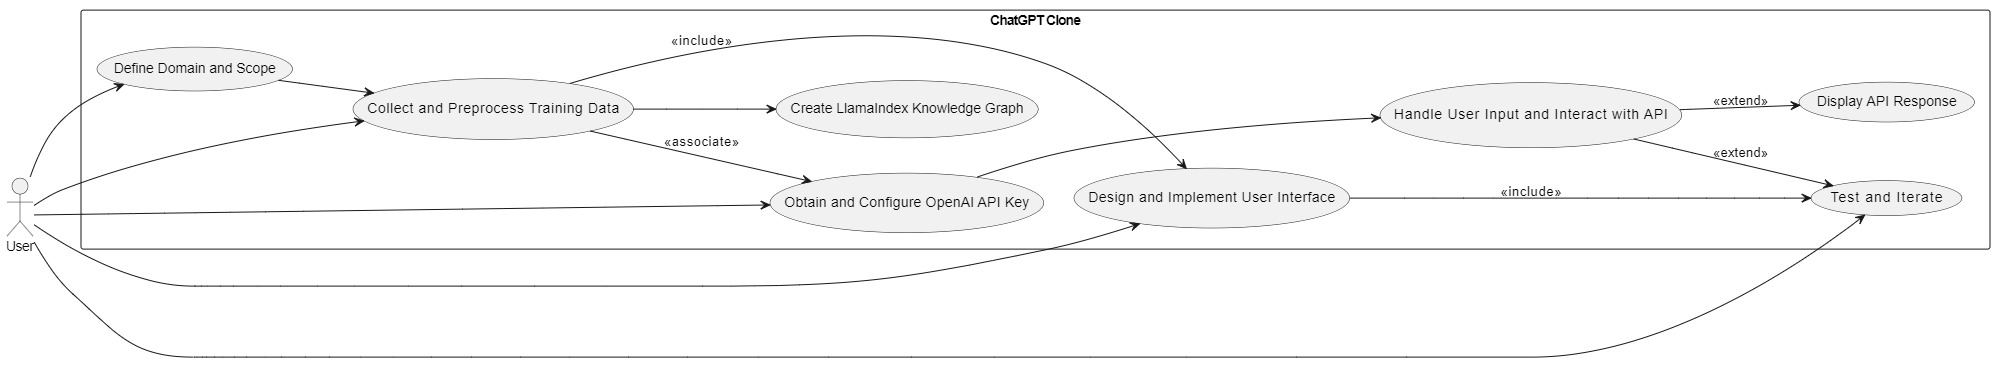 ChatGPT Clone
«include»
Define Domain and Scope
Collect and Preprocess Training Data
Create LlamaIndex Knowledge Graph
Handle User Input and Interact with API
«extend»
Display API Response
«associate»
«extend»
Obtain and Configure OpenAI API Key
Design and Implement User Interface
«include»
Test and Iterate
User